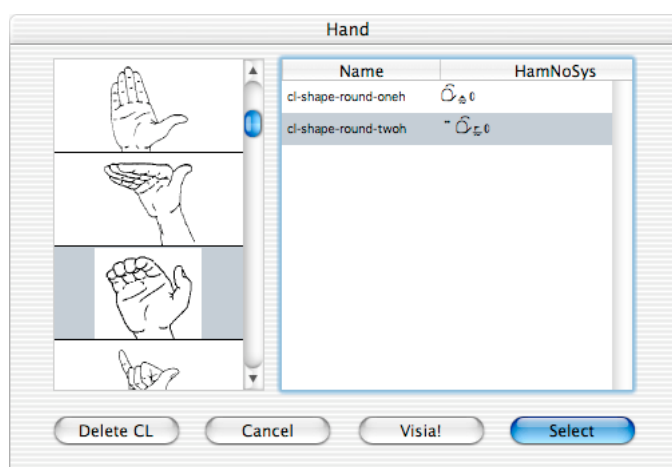 Hand
Name HamNoSys
cl-shape-round-oneh
cl-shape-round-twoh
Delete CL Cancel Visia! Select